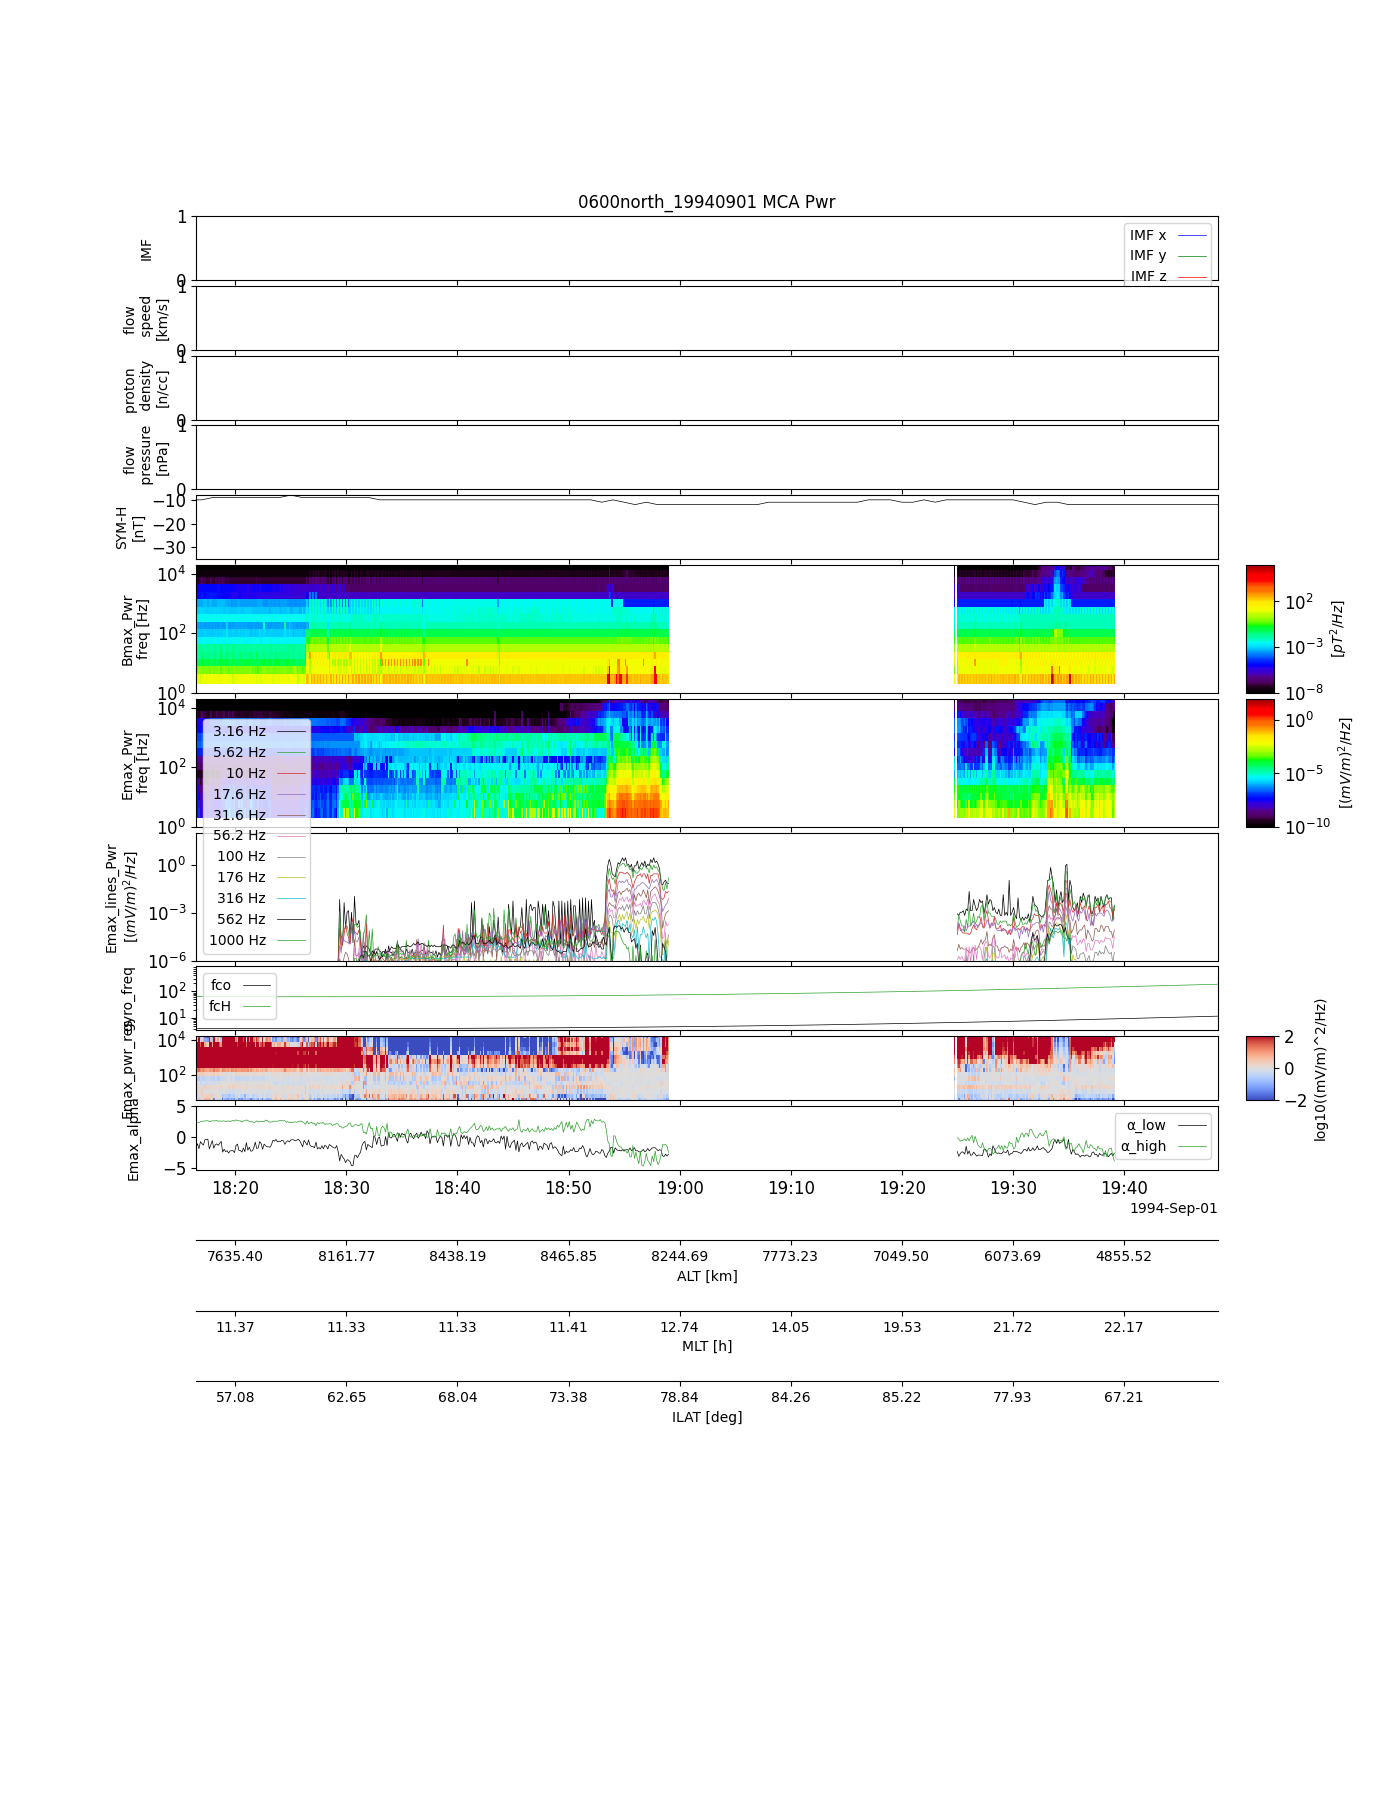 0600north_19940901 MCA Pwr
1
0
IMF
IMF x
IMF y
IMF z
1
0
flow
speed
[km/s]
1
0
proton
density
[n/cc]
1
flow
pressure
[nPa]
−10
−20
−30
SYM-H
[nT]
10^4
10^2
10^0
Bmax_Pwr
freq [Hz]
10^2
10^−3
10^−8
[pT^2/Hz]
10^4
10^2
10^0
Emax_Pwr
freq [Hz]
3.16 Hz
5.62 Hz
10 Hz
17.6 Hz
31.6 Hz
56.2 Hz
100 Hz
176 Hz
316 Hz
562 Hz
1000 Hz
10^0
10^−5
10^−10
[(mV/m)^2/Hz]
10^0
10^−3
10^−6
Emax_lines_Pwr
[(mV/m)^2/Hz]
10^2
10^1
gyro_freq
fco
fcH
10^4
10^2
Emax_pwr_reg
2
0
−2
log10((mV/m)^2/Hz)
5
0
−5
Emax_alpha
α_low
α_high
18:20 18:30 18:40 18:50 19:00 19:10 19:20 19:30 19:40
1994-Sep-01
7635.40 8161.77 8438.19 8465.85 8244.69 7773.23 7049.50 6073.69 4855.52
ALT [km]
11.37 11.33 11.33 11.41 12.74 14.05 19.53 21.72 22.17
MLT [h]
57.08 62.65 68.04 73.38 78.84 84.26 85.22 77.93 67.21
ILAT [deg]